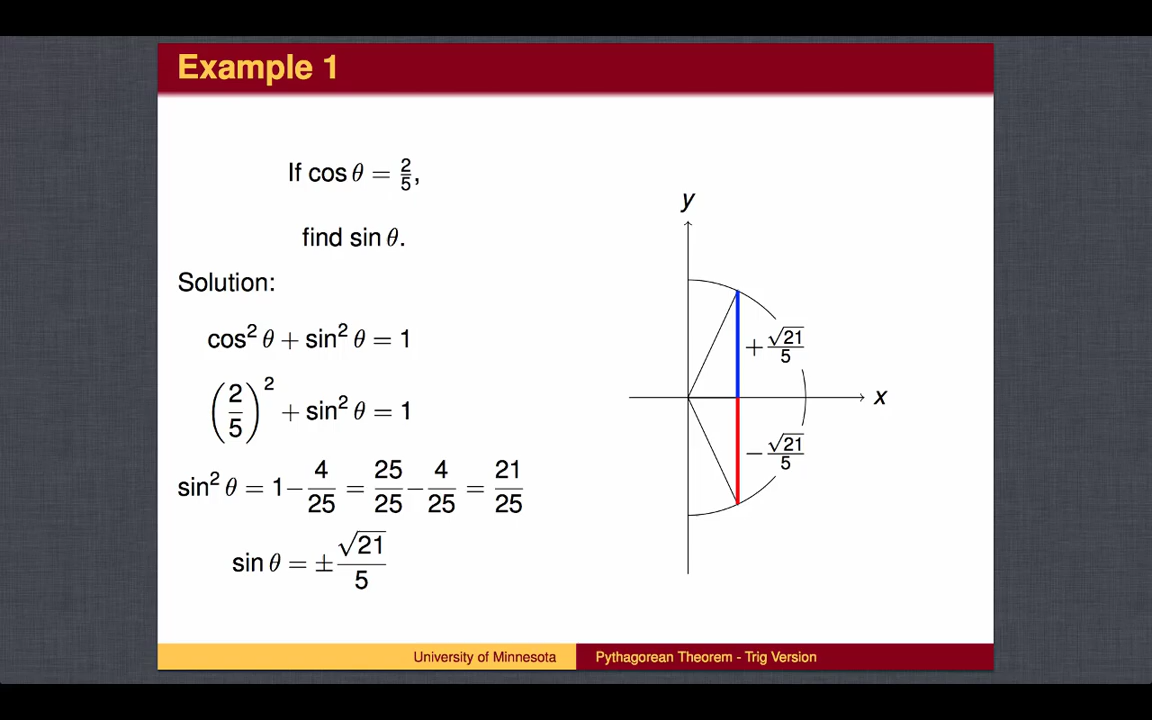 Example 1
If cos θ = 2/5,
find sin θ.
Solution:
cos² θ + sin² θ = 1
(2/5)² + sin² θ = 1
sin² θ = 1 − 4/25 = 25/25 − 4/25 = 21/25
sin θ = ± √21/5
y
+ √21/5
x
− √21/5
University of Minnesota
Pythagorean Theorem - Trig Version